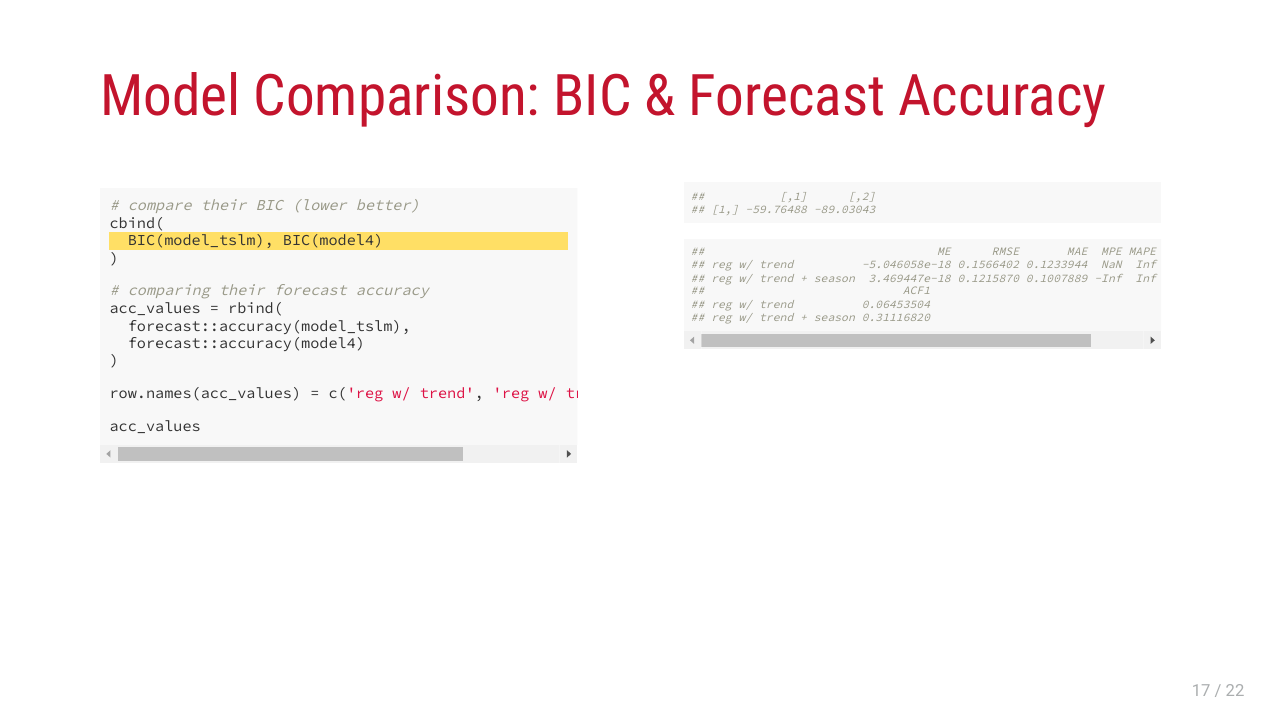 Model Comparison: BIC & Forecast Accuracy
# compare their BIC (lower better)
cbind(
  BIC(model_tslm), BIC(model4)
)
# comparing their forecast accuracy
acc_values = rbind(
  forecast::accuracy(model_tslm),
  forecast::accuracy(model4)
)
row.names(acc_values) = c('reg w/ trend', 'reg w/
acc_values
##           [,1]      [,2]
## [1,] -59.76488 -89.03043
##                                  ME      RMSE       MAE  MPE MAPE
## reg w/ trend          -5.046058e-18 0.1566402 0.1233944  NaN  Inf
## reg w/ trend + season  3.469447e-18 0.1215870 0.1007889 -Inf  Inf
##                             ACF1
## reg w/ trend          0.06453504
## reg w/ trend + season 0.31116820
17 / 22